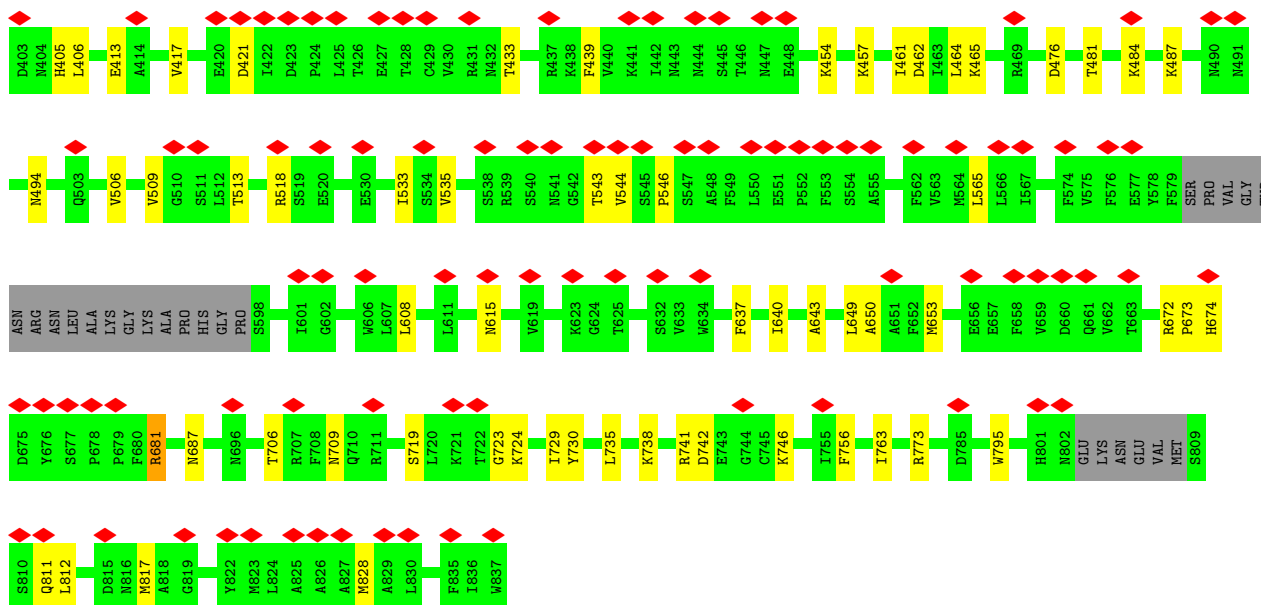 D403 N404 H405 L406 E413 A414 V417 E420 D421 I422 D423 P424 L425 T426 E427 T428 C429 V430 R431 N432 T433 R437 K438 F439 V440 K441 I442 N443 N444 S445 T446 N447 E448 K454 K457 I461 D462 I463 L464 K465 R469 D476 T481 K484 K487 N490 N491
N494 Q503 V506 V509 G510 S511 L512 T513 R518 S519 E520 E530 I533 S534 V535 S538 R539 S540 N541 G542 T543 V544 S545 P546 S547 A548 F549 L550 E551 P552 F553 S554 A555 F562 V563 M564 L565 L566 I567 F574 V575 F576 E577 Y578 F579 SER PRO VAL GLY
ASN ARG ASN LEU ALA LYS GLY LYS ALA PRO HIS GLY PRO S598 I601 G602 W606 L607 L608 L611 N615 V619 K623 G624 T625 S632 V633 W634 F637 I640 A643 L649 A650 A651 F652 M653 E656 E657 F658 V659 D660 Q661 V662 T663 R672 P673 H674
D675 Y676 S677 P678 P679 F680 R681 N687 N696 T706 R707 F708 N709 Q710 R711 S719 L720 K721 T722 G723 K724 I729 Y730 L735 K738 R741 D742 E743 G744 C745 K746 I755 F756 I763 R773 D785 W795 H801 N802 GLU LYS ASN GLU VAL MET S809
S810 Q811 L812 D815 N816 M817 A818 G819 Y822 M823 L824 A825 A826 A827 M828 A829 L830 F835 I836 W837